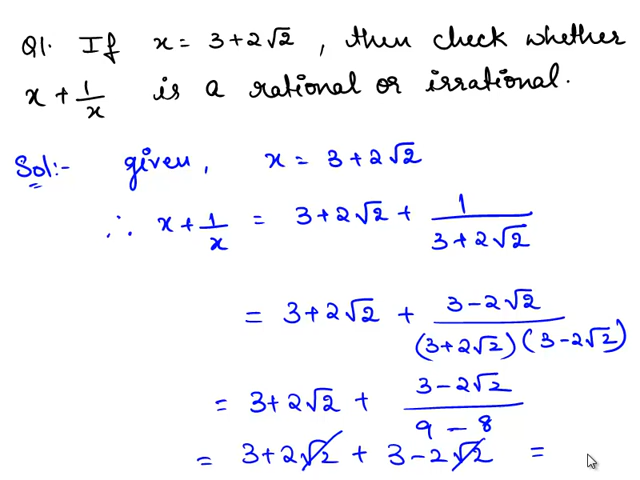 Q1. If x = 3+2√2, then check whether
x + 1/x is a rational or irrational.
Sol:- given, x = 3+2√2
∴ x + 1/x = 3+2√2 + 1/(3+2√2)
= 3+2√2 + (3-2√2)/((3+2√2)(3-2√2))
= 3+2√2 + (3-2√2)/(9-8)
= 3+2√2 + 3-2√2 =